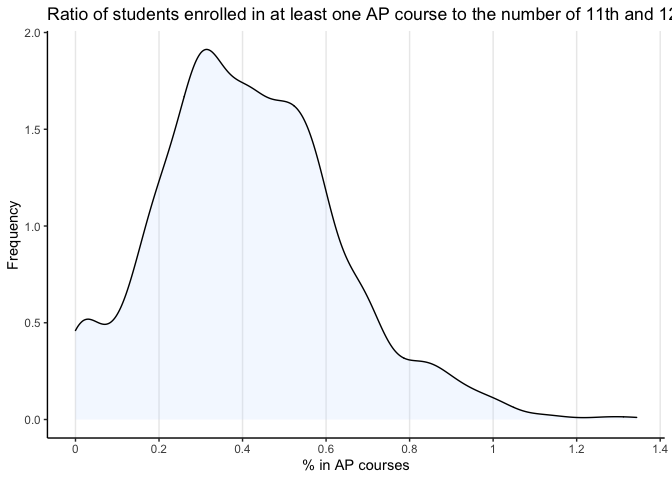 Ratio of students enrolled in at least one AP course to the number of 11th and 12
2.0
1.5
1.0
0.5
0.0
Frequency
0 0.2 0.4 0.6 0.8 1 1.2 1.4
% in AP courses